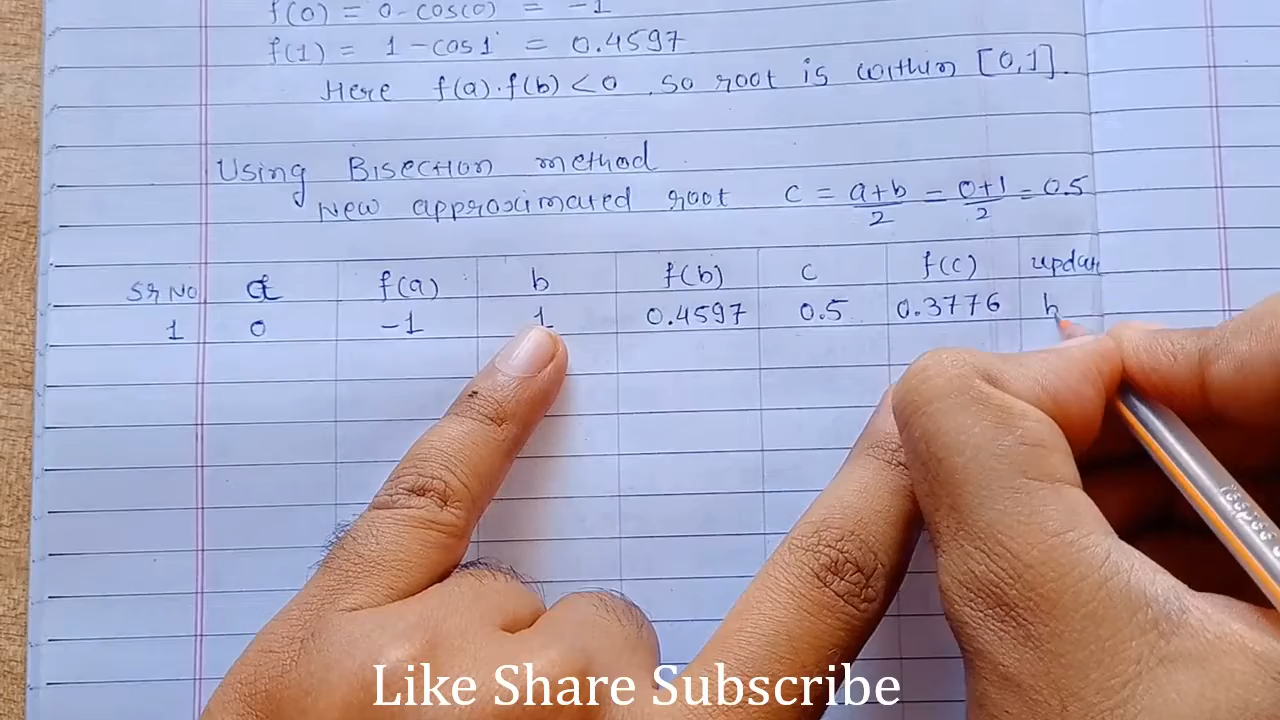 f(0) = 0-cos(0) = -1
f(1) = 1-cos1 = 0.4597
Here f(a).f(b)<0, so root is within [0,1].
Using Bisection method
New approximated root c = a+b/2 = 0+1/2 = 0.5
Sr No a f(a) b f(b) c f(c) updat
1 0 -1 1 0.4597 0.5 0.3776 b
Like Share Subscribe